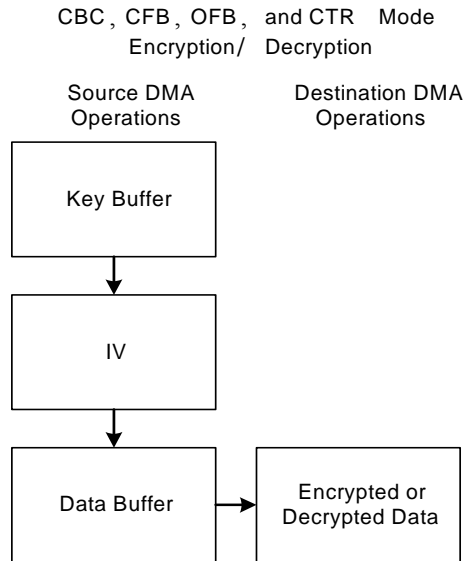 CBC, CFB, OFB, and CTR Mode
Encryption/ Decryption
Source DMA
Operations
Destination DMA
Operations
Key Buffer
IV
Data Buffer
Encrypted or
Decrypted Data